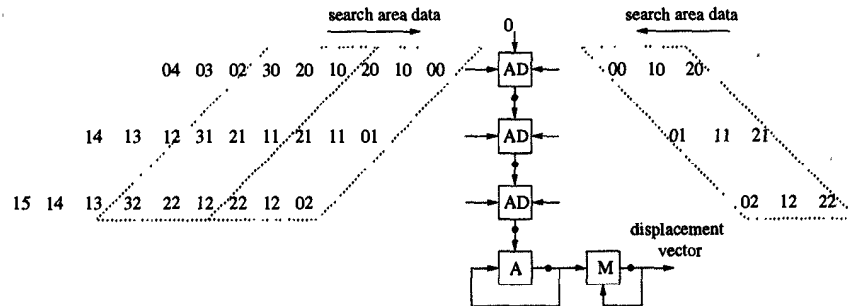 search area data
search area data
0
04 03 02 30 20 10 20 10 00
AD
00 10 20
14 13 12 31 21 11 21 11 01
AD
01 11 21
15 14 13 32 22 12 22 12 02
AD
02 12 22
displacement
vector
A
M